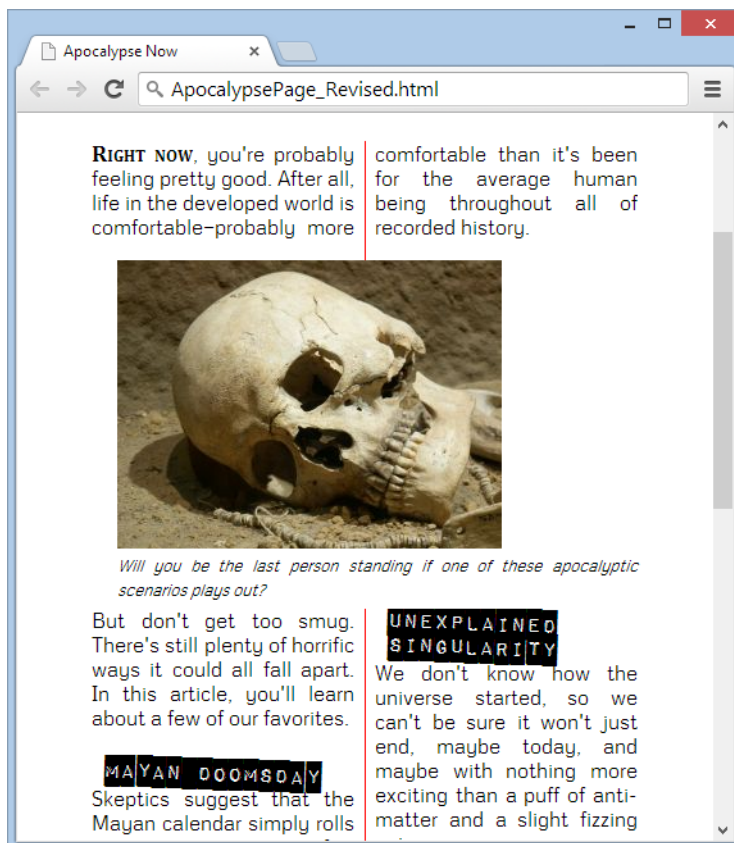 Apocalypse Now
ApocalypsePage_Revised.html
RIGHT NOW, you're probably
feeling pretty good. After all,
life in the developed world is
comfortable–probably more
comfortable than it's been
for the average human
being throughout all of
recorded history.
Will you be the last person standing if one of these apocalyptic
scenarios plays out?
But don't get too smug.
There's still plenty of horrific
ways it could all fall apart.
In this article, you'll learn
about a few of our favorites.
MAYAN DOOMSDAY
Skeptics suggest that the
Mayan calendar simply rolls
UNEXPLAINED
SINGULARITY
We don't know how the
universe started, so we
can't be sure it won't just
end, maybe today, and
maybe with nothing more
exciting than a puff of anti-
matter and a slight fizzing